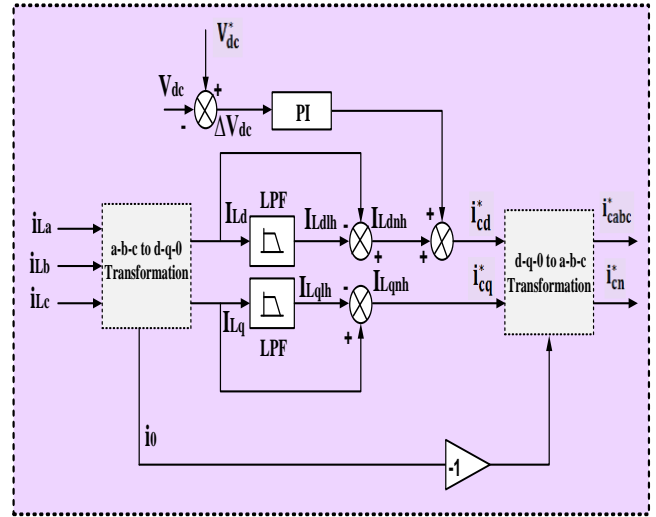 V*dc
Vdc
+
-
ΔVdc
PI
iLa
iLb
iLc
a-b-c to d-q-0
Transformation
ILd
LPF
ILdlh
-
+
ILdnh
+
+
i*cd
d-q-0 to a-b-c
Transformation
i*cabc
i*cn
ILq
LPF
ILqlh
-
+
ILqnh
i*cq
i0
-1